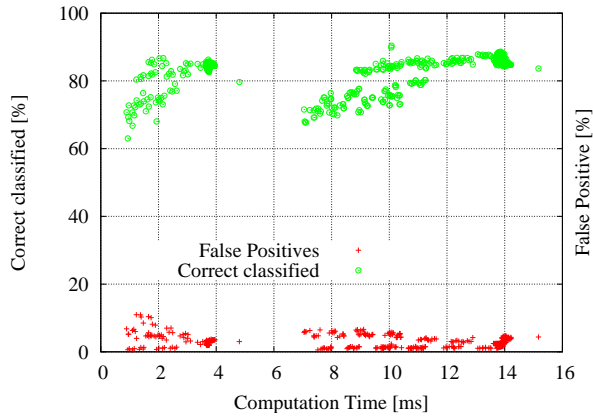 100
80
60
40
20
0
Correct classified [%]
False Positive [%]
False Positives
Correct classified
0 2 4 6 8 10 12 14 16
Computation Time [ms]